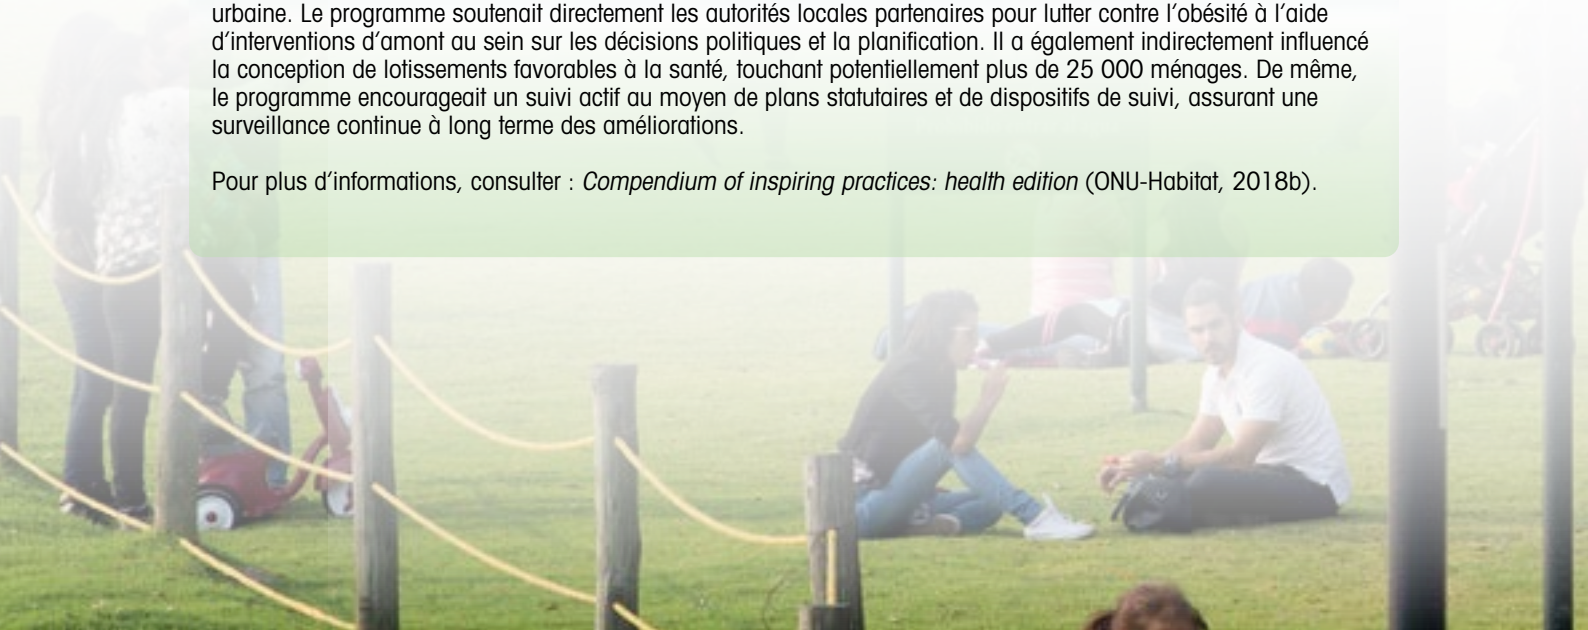 urbaine. Le programme soutenait directement les autorités locales partenaires pour lutter contre l’obésité à l’aide
d’interventions d’amont au sein sur les décisions politiques et la planification. Il a également indirectement influencé
la conception de lotissements favorables à la santé, touchant potentiellement plus de 25 000 ménages. De même,
le programme encourageait un suivi actif au moyen de plans statutaires et de dispositifs de suivi, assurant une
surveillance continue à long terme des améliorations.
Pour plus d’informations, consulter : Compendium of inspiring practices: health edition (ONU-Habitat, 2018b).